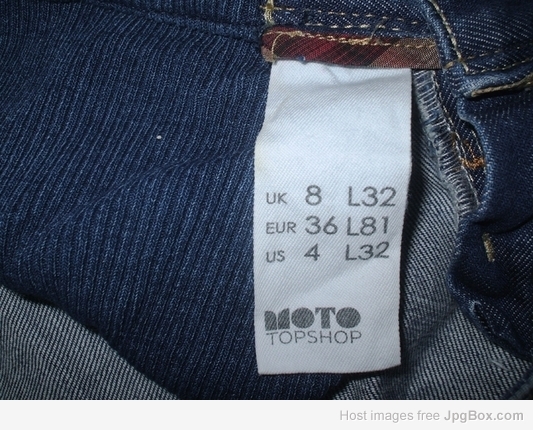 UK 8 L32
EUR 36 L81
US 4 L32
MOTO
TOPSHOP
Host images free JpgBox.com